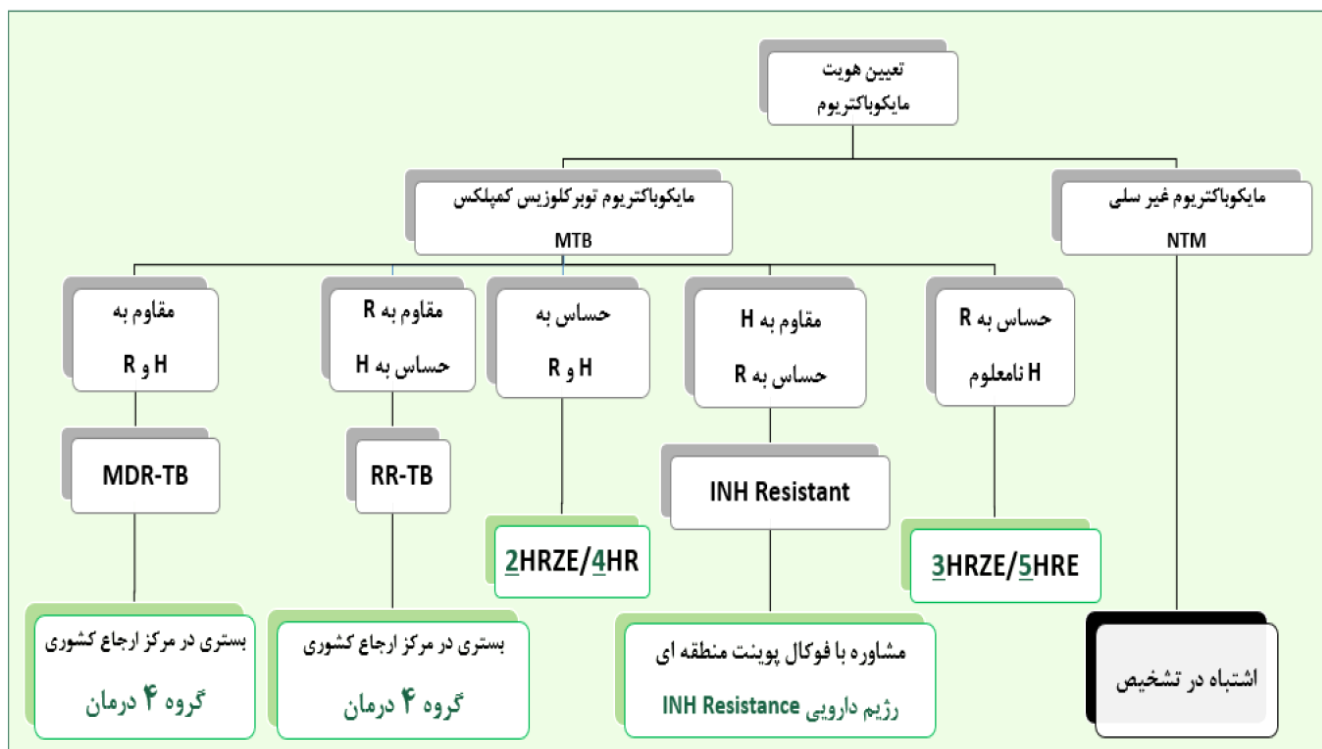 تعیین هویت
مایکوباکتریوم
مایکوباکتریوم غیر سلی
NTM
مایکوباکتریوم توبرکلوزیس کمپلکس
MTB
حساس به R
H نامعلوم
مقاوم به H
حساس به R
حساس به
H و R
مقاوم به R
حساس به H
مقاوم به
H و R
INH Resistant
RR-TB
MDR-TB
3HRZE/5HRE
2HRZE/4HR
اشتباه در تشخیص
مشاوره با فوکال پوینت منطقه ای
رژیم دارویی INH Resistance
بستری در مرکز ارجاع کشوری
گروه ۴ درمان
بستری در مرکز ارجاع کشوری
گروه ۴ درمان